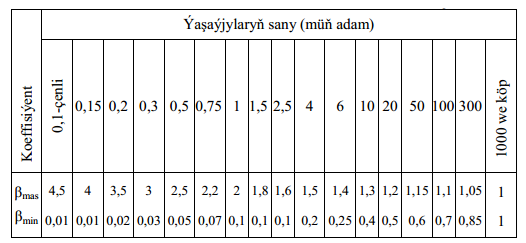 Ýaşaýjylaryň sany (müň adam)
Koeffisiýent 0,1-çenli 0,15 0,2 0,3 0,5 0,75 1 1,5 2,5 4 6 10 20 50 100 300 1000 we köp
βmas 4,5 4 3,5 3 2,5 2,2 2 1,8 1,6 1,5 1,4 1,3 1,2 1,15 1,1 1,05 1
βmin 0,01 0,01 0,02 0,03 0,05 0,07 0,1 0,1 0,1 0,2 0,25 0,4 0,5 0,6 0,7 0,85 1